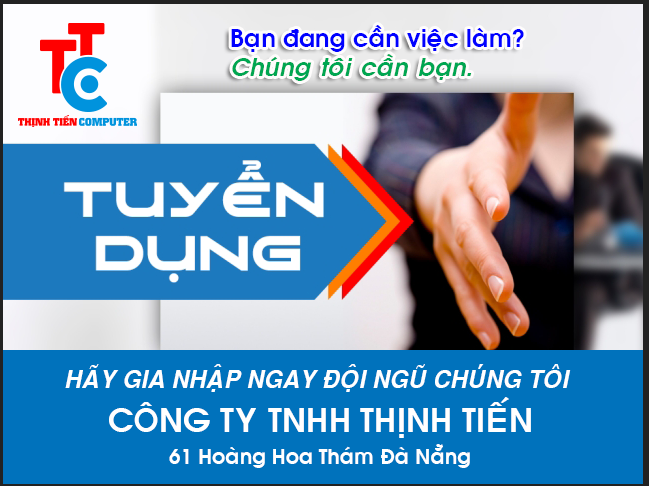 Bạn đang cần việc làm?
Chúng tôi cần bạn.
TTC
THỊNH TIẾN COMPUTER
TUYỂN
DỤNG
HÃY GIA NHẬP NGAY ĐỘI NGŨ CHÚNG TÔI
CÔNG TY TNHH THỊNH TIẾN
61 Hoàng Hoa Thám Đà Nẵng